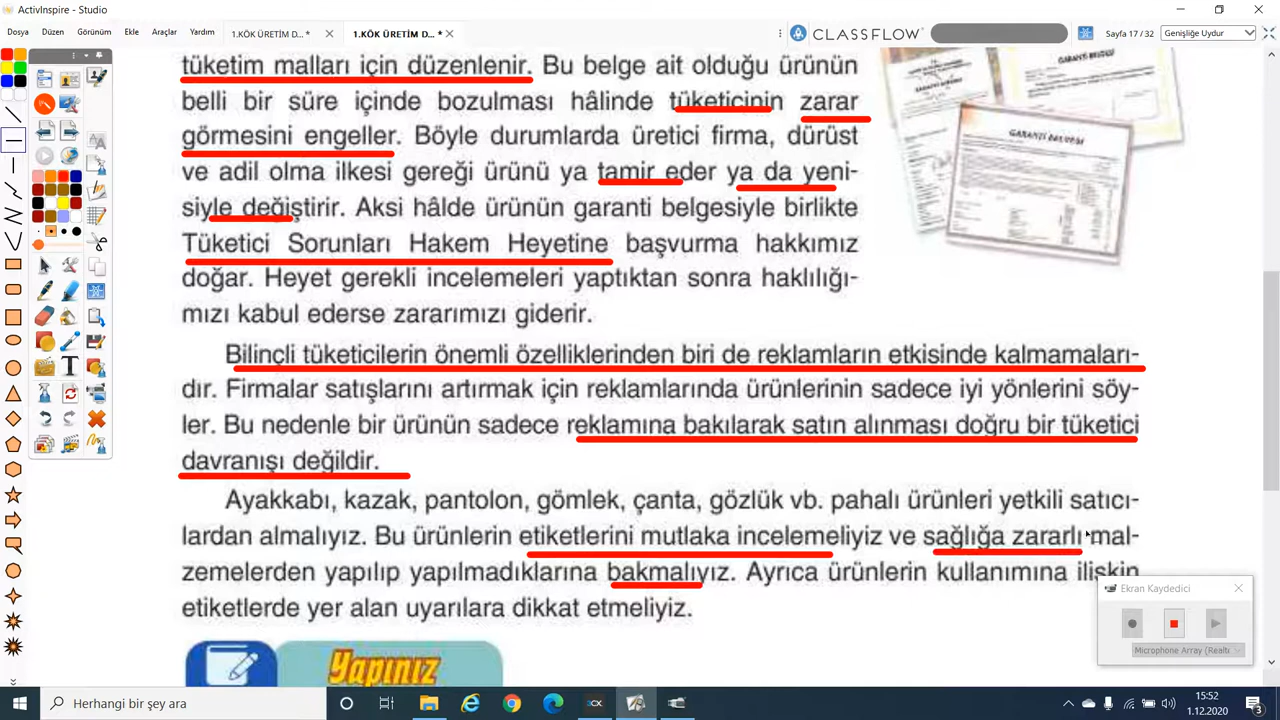 ActivInspire - Studio
Dosya Düzen Görünüm Ekle Araçlar Yardım
1.KÖK ÜRETİM D... *
1.KÖK ÜRETİM D... *
CLASSFLOW
Sayfa 17 / 32
Genişliğe Uydur
tüketim malları için düzenlenir. Bu belge ait olduğu ürünün
belli bir süre içinde bozulması hâlinde tüketicinin zarar
görmesini engeller. Böyle durumlarda üretici firma, dürüst
ve adil olma ilkesi gereği ürünü ya tamir eder ya da yeni-
siyle değiştirir. Aksi hâlde ürünün garanti belgesiyle birlikte
Tüketici Sorunları Hakem Heyetine başvurma hakkımız
doğar. Heyet gerekli incelemeleri yaptıktan sonra haklılığı-
mızı kabul ederse zararımızı giderir.
GARANTİ BELGESİ
GARANTİ BELGESİ
Bilinçli tüketicilerin önemli özelliklerinden biri de reklamların etkisinde kalmamaları-
dır. Firmalar satışlarını artırmak için reklamlarında ürünlerinin sadece iyi yönlerini söy-
ler. Bu nedenle bir ürünün sadece reklamına bakılarak satın alınması doğru bir tüketici
davranışı değildir.
Ayakkabı, kazak, pantolon, gömlek, çanta, gözlük vb. pahalı ürünleri yetkili satıcı-
lardan almalıyız. Bu ürünlerin etiketlerini mutlaka incelemeliyiz ve sağlığa zararlı mal-
zemelerden yapılıp yapılmadıklarına bakmalıyız. Ayrıca ürünlerin kullanımına ilişkin
etiketlerde yer alan uyarılara dikkat etmeliyiz.
Yapınız
Ekran Kaydedici
Microphone Array (Realte
Herhangi bir şey ara
15:52
1.12.2020
3